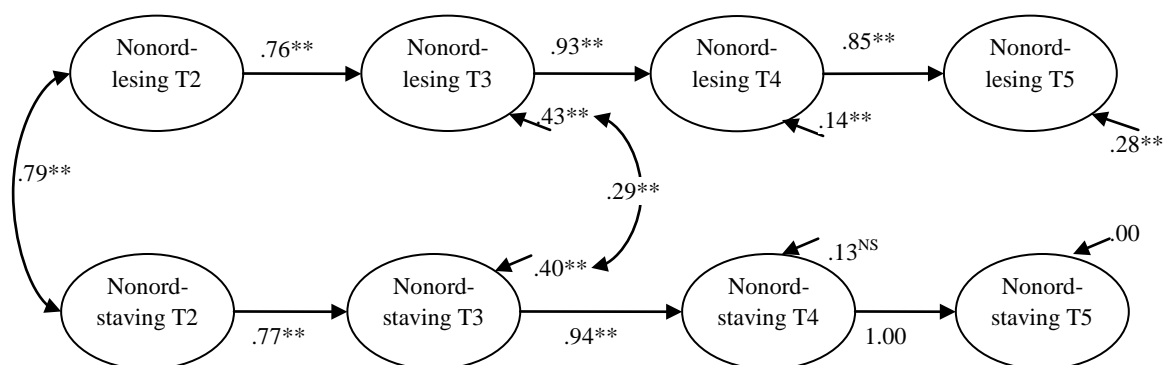 Nonord-
lesing T2
.76**
Nonord-
lesing T3
.93**
Nonord-
lesing T4
.85**
Nonord-
lesing T5
.43**
.14**
.28**
.79**
.29**
.40**
.13NS
.00
Nonord-
staving T2
.77**
Nonord-
staving T3
.94**
Nonord-
staving T4
1.00
Nonord-
staving T5